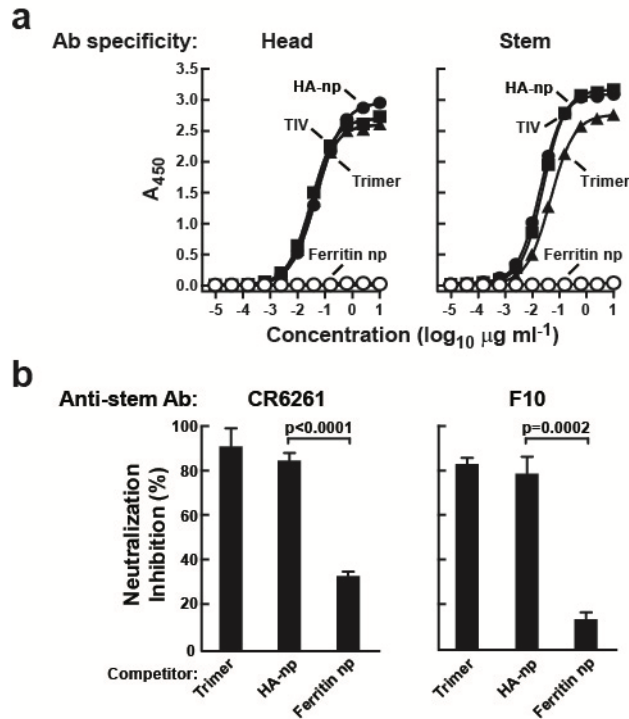 a
Ab specificity: Head Stem
3.5 3.0 2.5 2.0 1.5 1.0 0.5 0.0
A450
HA-np
TIV
Trimer
Ferritin np
HA-np
TIV
Trimer
Ferritin np
-5 -4 -3 -2 -1 0 1 -5 -4 -3 -2 -1 0 1
Concentration (log10 µg ml-1)
b
Anti-stem Ab: CR6261 F10
p<0.0001 p=0.0002
100 80 60 40 20 0
Neutralization
Inhibition (%)
Competitor: Trimer HA-np Ferritin np Trimer HA-np Ferritin np